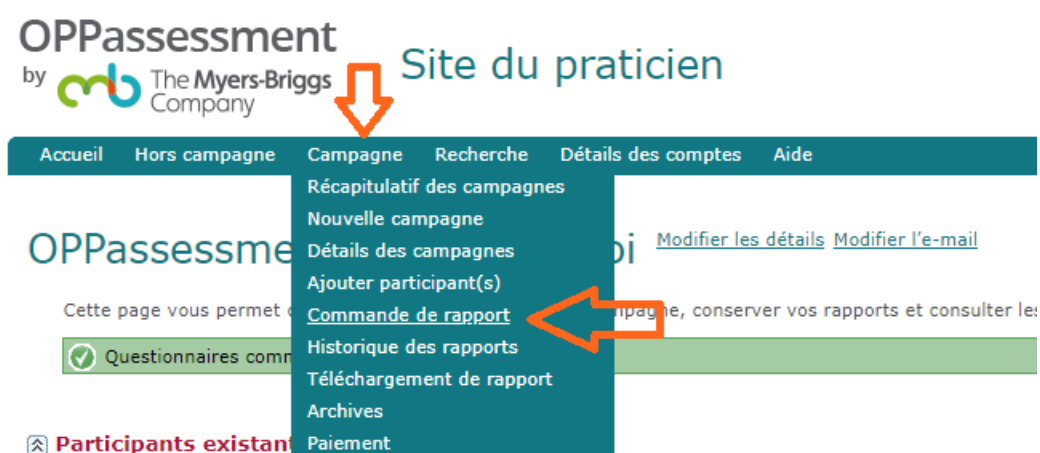 OPPassessment
by The Myers-Briggs
Company
Site du praticien
Accueil Hors campagne Campagne Recherche Détails des comptes Aide
Récapitulatif des campagnes
Nouvelle campagne
Détails des campagnes
Ajouter participant(s)
Commande de rapport
Historique des rapports
Téléchargement de rapport
Archives
Paiement
OPPassessme oi Modifier les détails Modifier l'e-mail
Cette page vous permet mpagne, conserver vos rapports et consulter les
Questionnaires comm
Participants existant